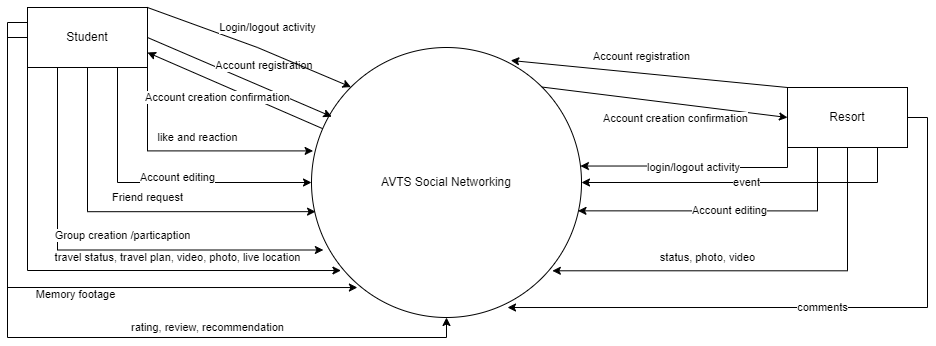 Student
Login/logout activity
Account registration
Account creation confirmation
like and reaction
Account editing
Friend request
Group creation /particaption
travel status, travel plan, video, photo, live location
Memory footage
rating, review, recommendation
AVTS Social Networking
Account registration
Resort
Account creation confirmation
login/logout activity
event
Account editing
status, photo, video
comments